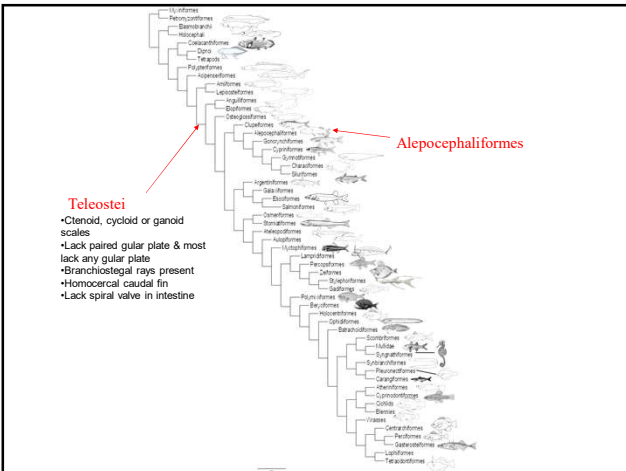 Myxiniformes
Petromyzontiformes
Elasmobranchii
Holocephali
Coelacanthiformes
Dipnoi
Tetrapods
Polypteriformes
Acipenseriformes
Amiiformes
Lepisosteiformes
Anguilliformes
Elopiformes
Osteoglossiformes
Clupeiformes
Alepocephaliformes
Gonorynchiformes
Cypriniformes
Gymnotiformes
Characiformes
Siluriformes
Argentiniformes
Galaxiiformes
Esociformes
Salmoniformes
Osmeriformes
Stomiatiformes
Ateleopodiformes
Aulopiformes
Myctophiformes
Lampridiformes
Percopsiformes
Zeiformes
Stylephoriformes
Gadiformes
Polymixiiformes
Beryciformes
Holocentriformes
Ophidiiformes
Batrachoidiformes
Scombriformes
Mullidae
Syngnathiformes
Synbranchiformes
Pleuronectiformes
Carangiformes
Atheriniformes
Cyprinodontiformes
Cichlids
Blennies
Wrasses
Centrarchiformes
Perciformes
Gasterosteiformes
Lophiiformes
Tetraodontiformes
Alepocephaliformes
Teleostei
•Ctenoid, cycloid or ganoid
scales
•Lack paired gular plate & most
lack any gular plate
•Branchiostegal rays present
•Homocercal caudal fin
•Lack spiral valve in intestine